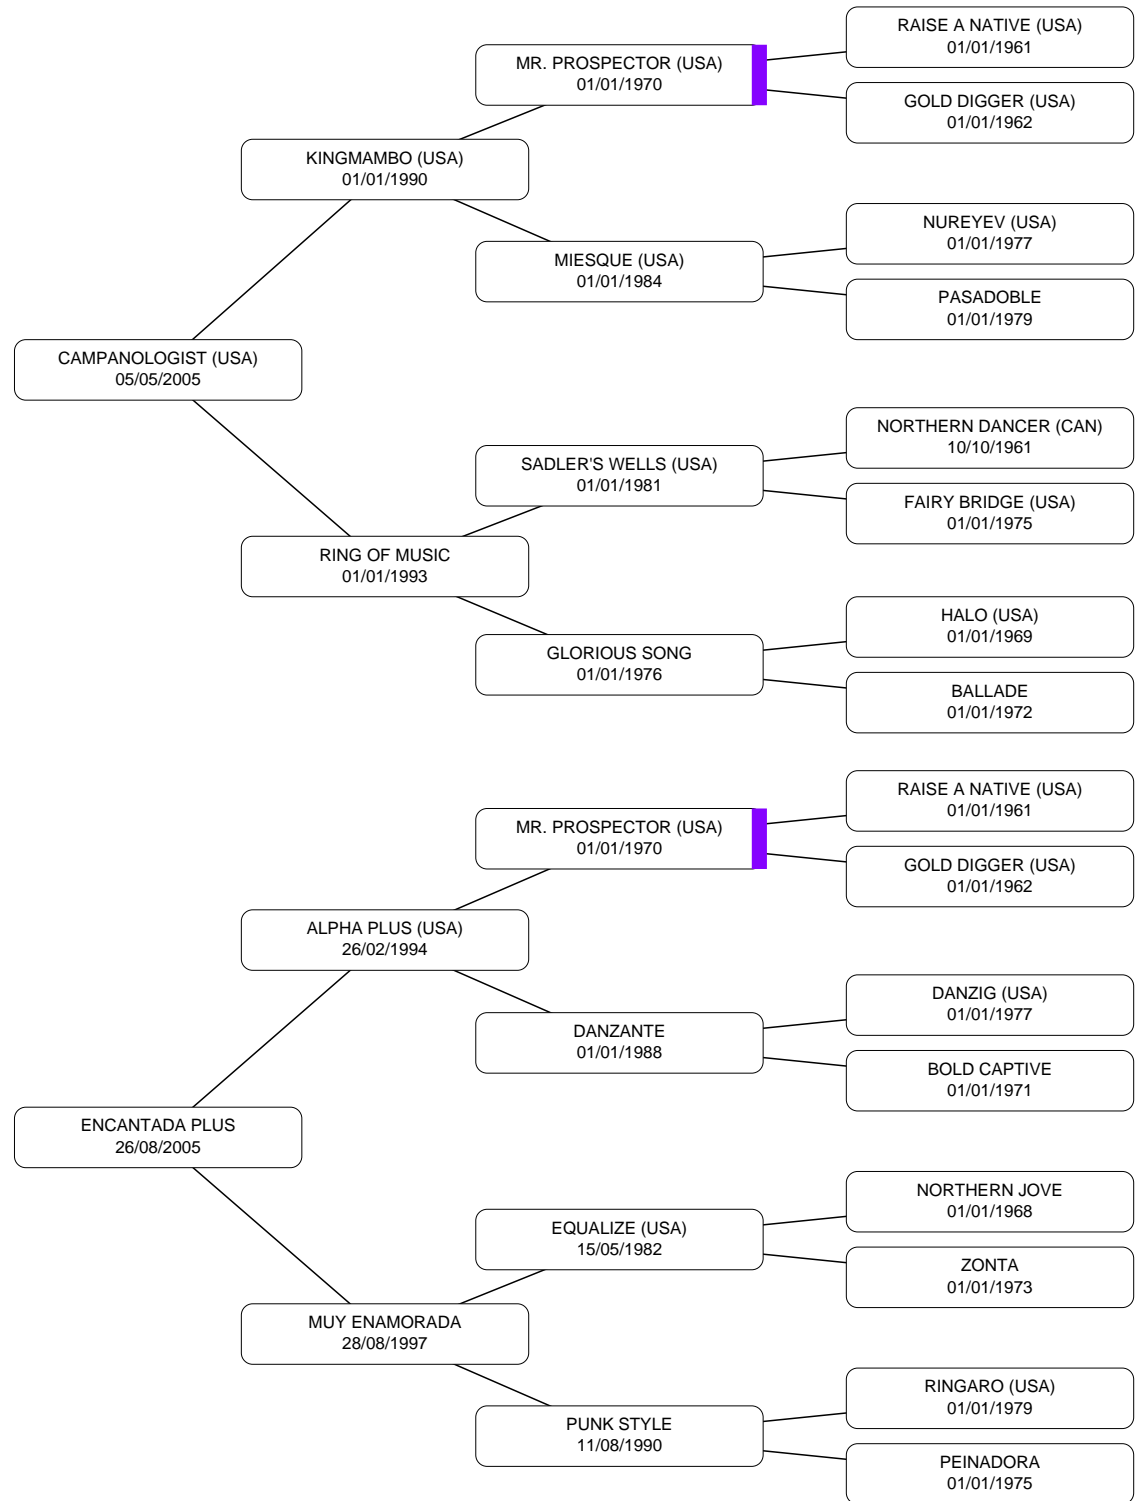 RAISE A NATIVE (USA)
01/01/1961
MR. PROSPECTOR (USA)
01/01/1970
GOLD DIGGER (USA)
01/01/1962
KINGMAMBO (USA)
01/01/1990
NUREYEV (USA)
01/01/1977
MIESQUE (USA)
01/01/1984
PASADOBLE
01/01/1979
CAMPANOLOGIST (USA)
05/05/2005
NORTHERN DANCER (CAN)
10/10/1961
SADLER'S WELLS (USA)
01/01/1981
FAIRY BRIDGE (USA)
01/01/1975
RING OF MUSIC
01/01/1993
HALO (USA)
01/01/1969
GLORIOUS SONG
01/01/1976
BALLADE
01/01/1972
RAISE A NATIVE (USA)
01/01/1961
MR. PROSPECTOR (USA)
01/01/1970
GOLD DIGGER (USA)
01/01/1962
ALPHA PLUS (USA)
26/02/1994
DANZIG (USA)
01/01/1977
DANZANTE
01/01/1988
BOLD CAPTIVE
01/01/1971
ENCANTADA PLUS
26/08/2005
NORTHERN JOVE
01/01/1968
EQUALIZE (USA)
15/05/1982
ZONTA
01/01/1973
MUY ENAMORADA
28/08/1997
RINGARO (USA)
01/01/1979
PUNK STYLE
11/08/1990
PEINADORA
01/01/1975